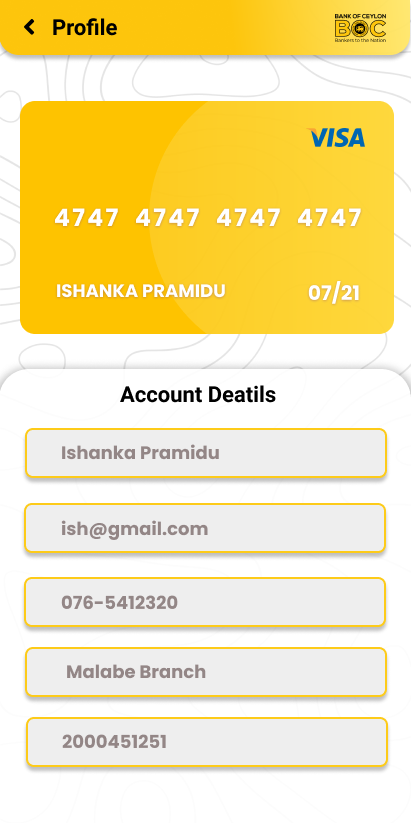 Profile
BANK OF CEYLON
BOC
Bankers to the Nation
VISA
4747 4747 4747 4747
ISHANKA PRAMIDU 07/21
Account Deatils
Ishanka Pramidu
ish@gmail.com
076-5412320
Malabe Branch
2000451251